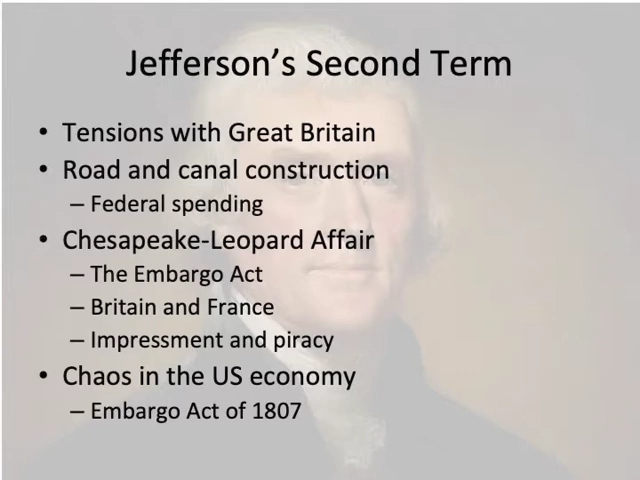 Jefferson’s Second Term
• Tensions with Great Britain
• Road and canal construction
– Federal spending
• Chesapeake-Leopard Affair
– The Embargo Act
– Britain and France
– Impressment and piracy
• Chaos in the US economy
– Embargo Act of 1807